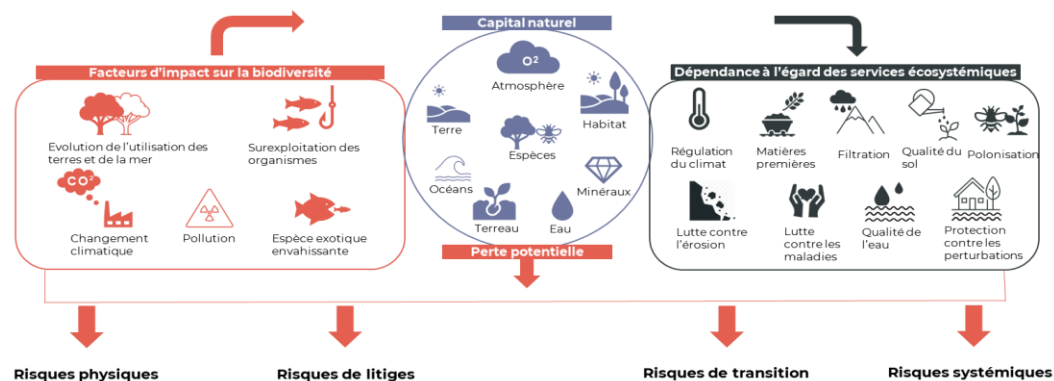 Capital naturel
Facteurs d'impact sur la biodiversité
Dépendance à l'égard des services écosystémiques
Evolution de l'utilisation des
terres et de la mer
Surexploitation des
organismes
CO²
Changement
climatique
Pollution
Espèce exotique
envahissante
O²
Atmosphère
Terre
Habitat
Espèces
Océans
Minéraux
Terreau
Eau
Perte potentielle
Régulation
du climat
Matières
premières
Filtration
Qualité du
sol
Polonisation
Lutte contre
l'érosion
Lutte
contre les
maladies
Qualité de
l'eau
Protection
contre les
perturbations
Risques physiques
Risques de litiges
Risques de transition
Risques systémiques